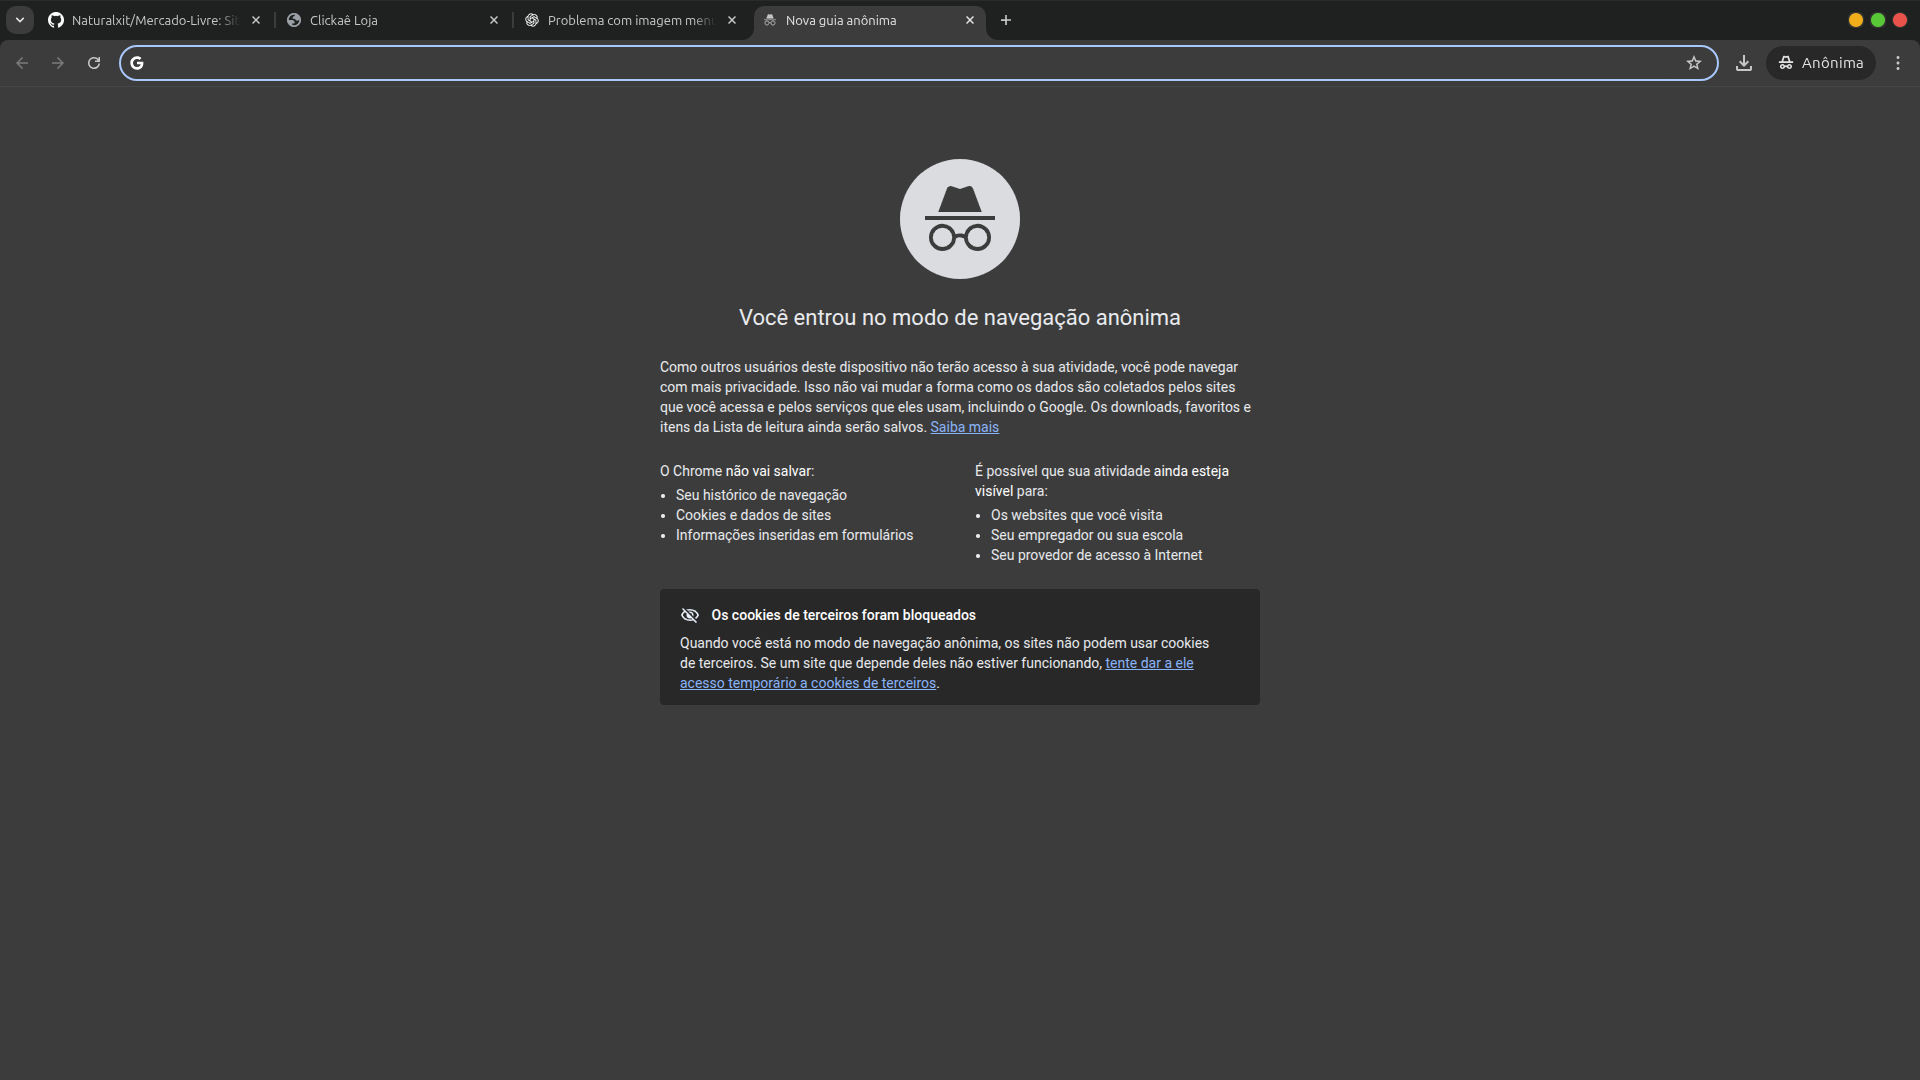 Naturalxit/Mercado-Livre: Si
Clickaê Loja
Problema com imagem men
Nova guia anônima
Anônima
Você entrou no modo de navegação anônima
Como outros usuários deste dispositivo não terão acesso à sua atividade, você pode navegar
com mais privacidade. Isso não vai mudar a forma como os dados são coletados pelos sites
que você acessa e pelos serviços que eles usam, incluindo o Google. Os downloads, favoritos e
itens da Lista de leitura ainda serão salvos. Saiba mais
O Chrome não vai salvar:
• Seu histórico de navegação
• Cookies e dados de sites
• Informações inseridas em formulários
É possível que sua atividade ainda esteja
visível para:
• Os websites que você visita
• Seu empregador ou sua escola
• Seu provedor de acesso à Internet
Os cookies de terceiros foram bloqueados
Quando você está no modo de navegação anônima, os sites não podem usar cookies
de terceiros. Se um site que depende deles não estiver funcionando, tente dar a ele
acesso temporário a cookies de terceiros.